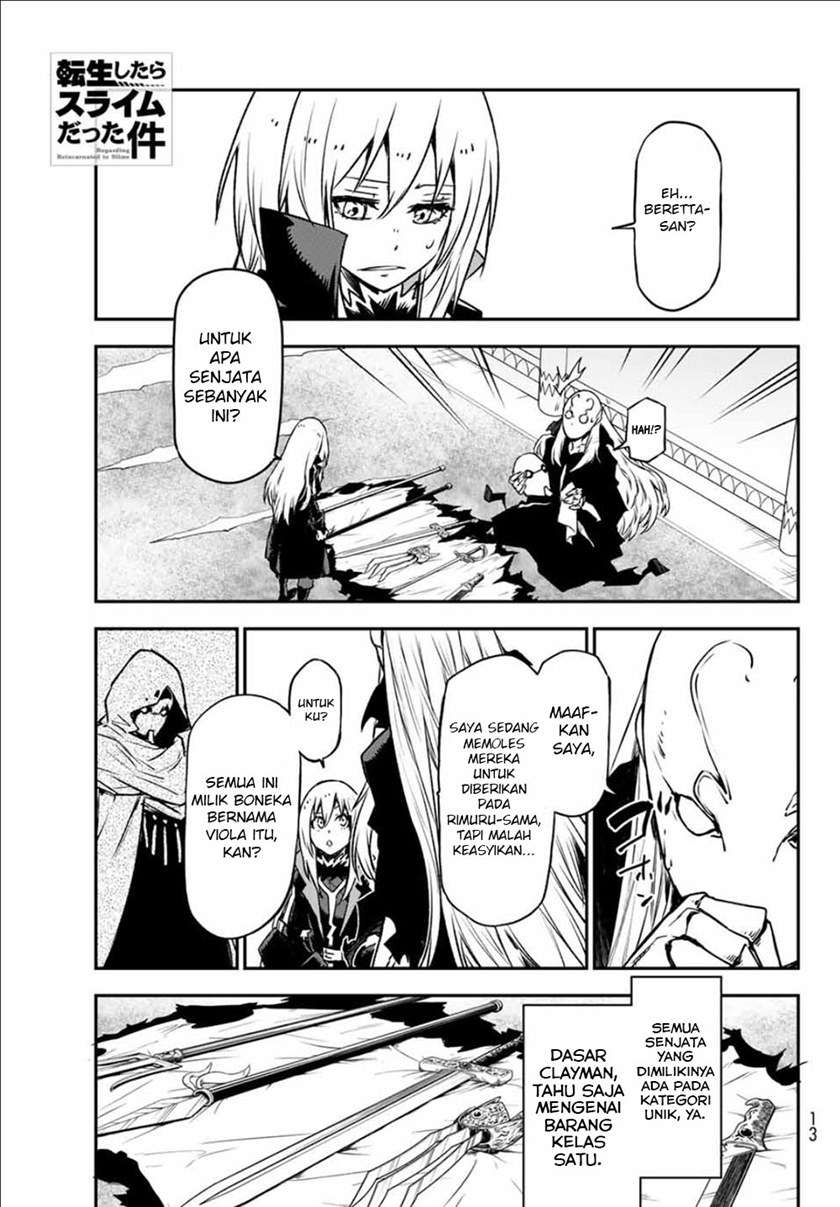 転生したら
スライム
だった件
Regarding
Reincarnated to Slime
EH...
BERETTA-
SAN?
UNTUK
APA
SENJATA
SEBANYAK
INI?
HAH!?
MAAF-
KAN
SAYA,
SAYA SEDANG
MEMOLES
MEREKA
UNTUK
DIBERIKAN
PADA
RIMURU-SAMA,
TAPI MALAH
KEASYIKAN...
UNTUK
KU?
SEMUA INI
MILIK BONEKA
BERNAMA
VIOLA ITU,
KAN?
SEMUA
SENJATA
YANG
DIMILIKINYA
ADA PADA
KATEGORI
UNIK, YA.
DASAR
CLAYMAN,
TAHU SAJA
MENGENAI
BARANG
KELAS
SATU.
13